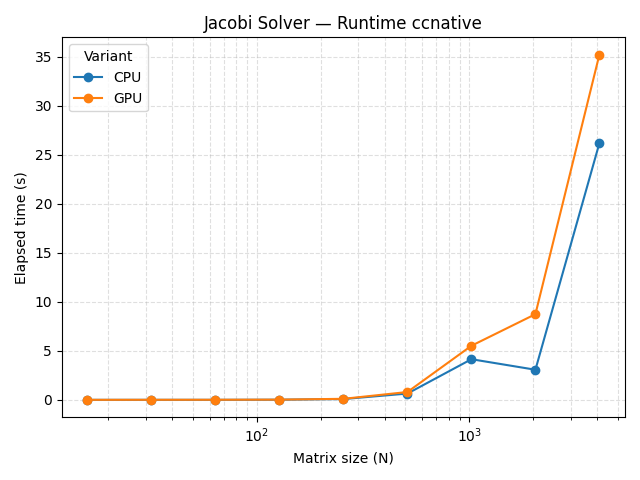 Jacobi Solver — Runtime ccnative
Variant
CPU
GPU
Elapsed time (s)
35
30
25
20
15
10
5
0
10²
10³
Matrix size (N)